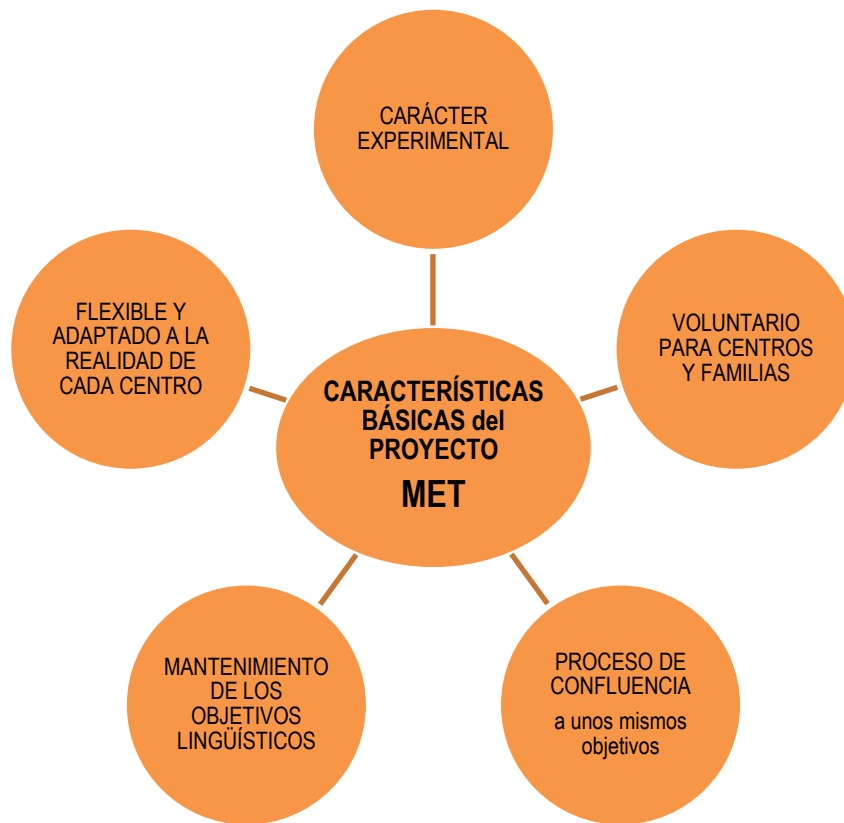 CARÁCTER
EXPERIMENTAL
FLEXIBLE Y
ADAPTADO A LA
REALIDAD DE
CADA CENTRO
VOLUNTARIO
PARA CENTROS
Y FAMILIAS
CARACTERÍSTICAS
BÁSICAS del
PROYECTO
MET
MANTENIMIENTO
DE LOS
OBJETIVOS
LINGÜÍSTICOS
PROCESO DE
CONFLUENCIA
a unos mismos
objetivos